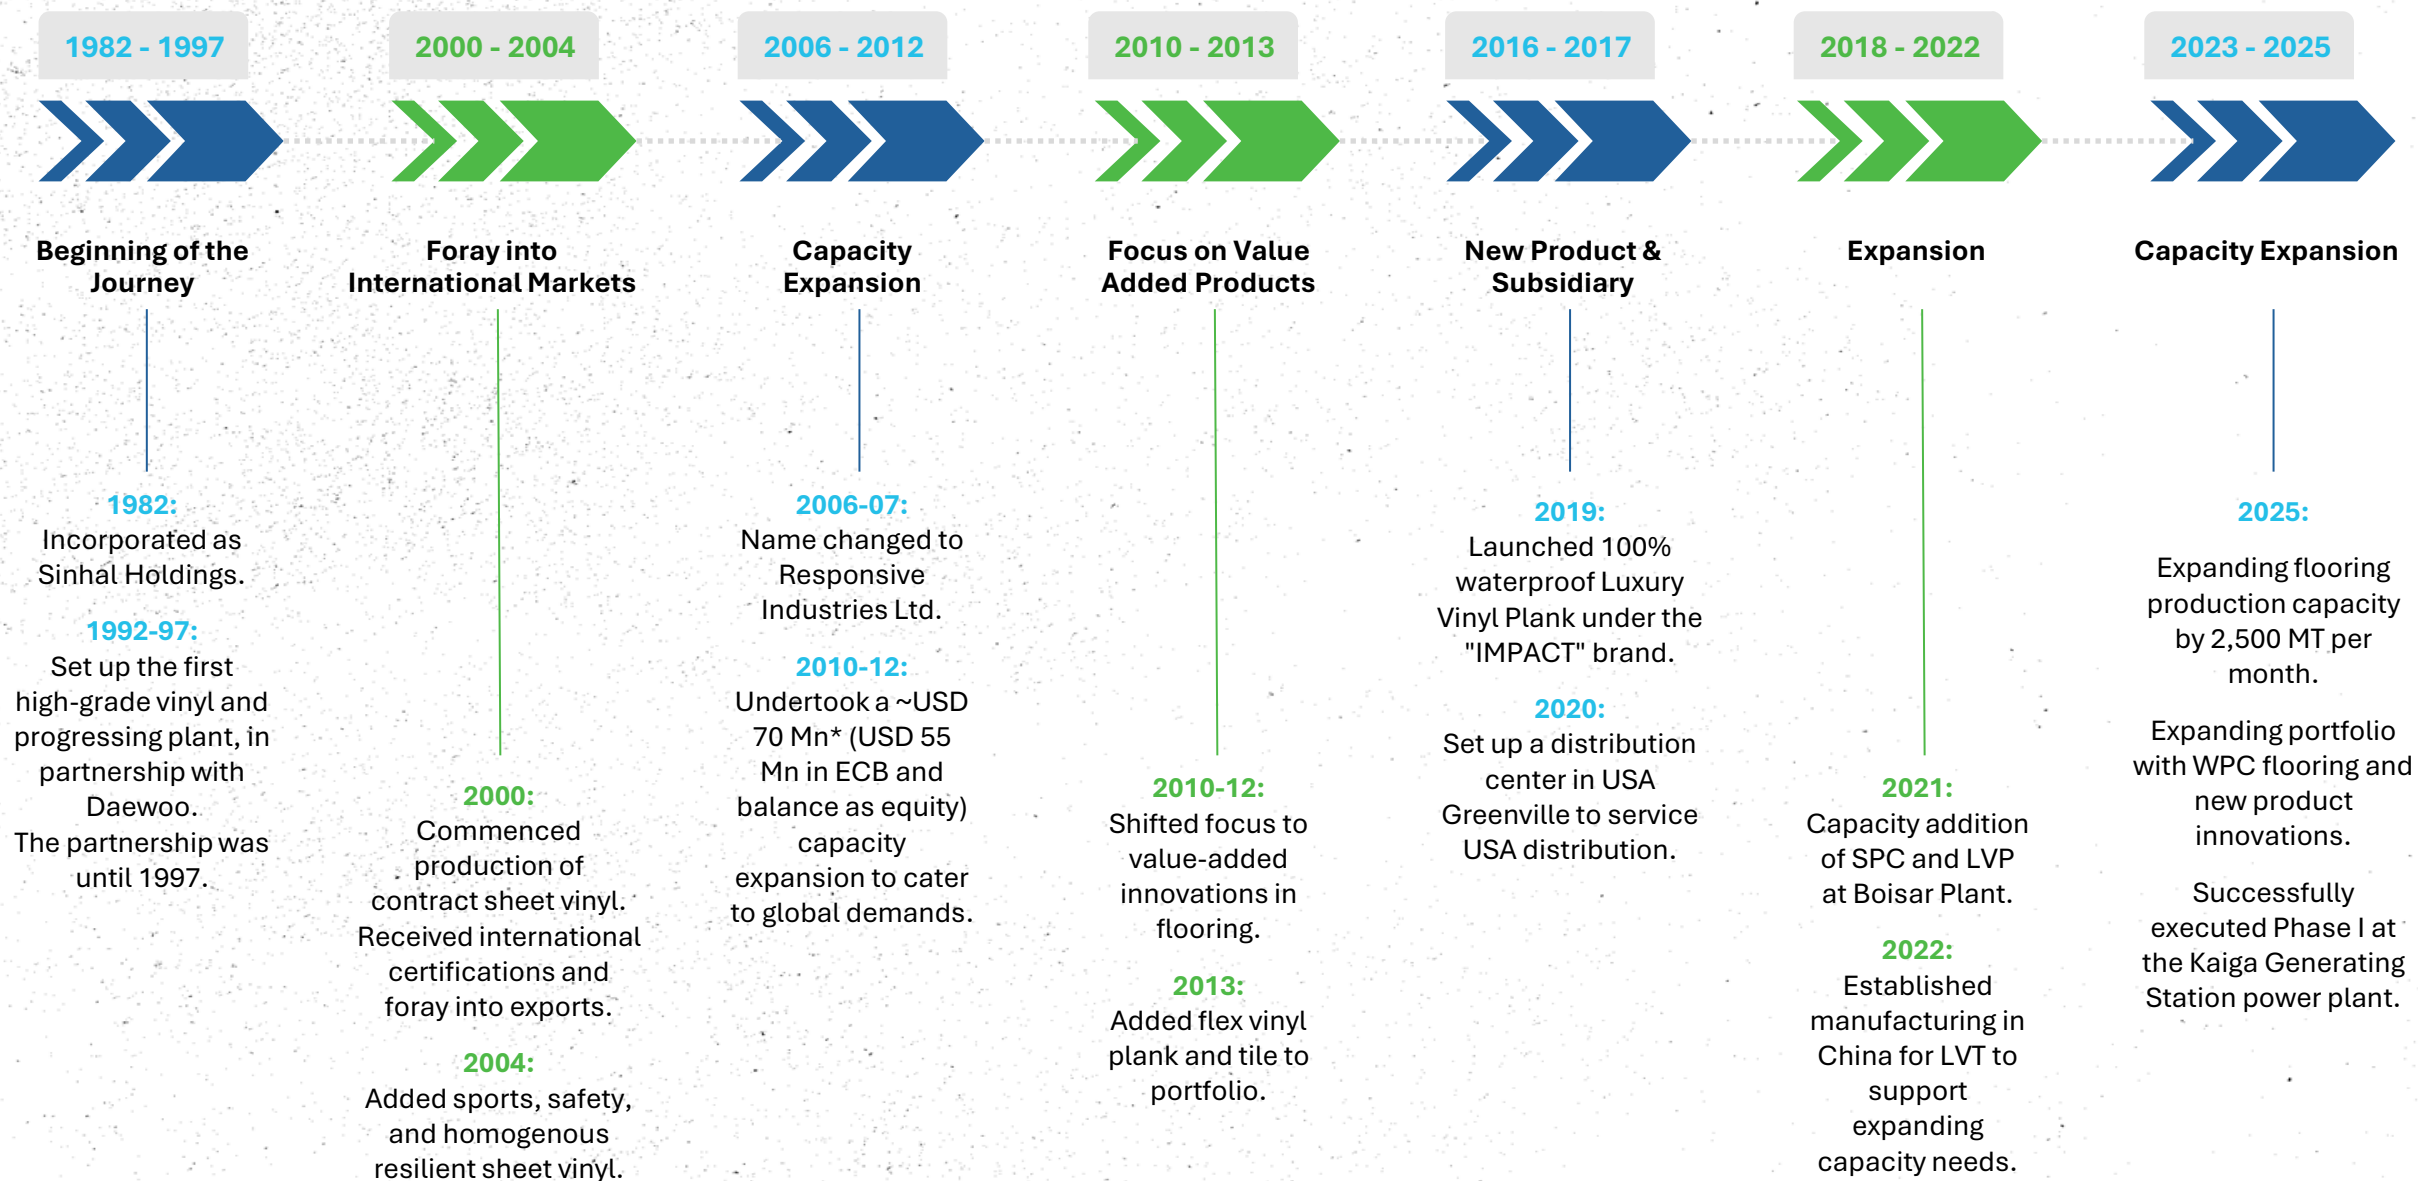 1982 - 1997
2000 - 2004
2006 - 2012
2010 - 2013
2016 - 2017
2018 - 2022
2023 - 2025
Beginning of the
Journey
1982:
Incorporated as
Sinhal Holdings.
1992-97:
Set up the first
high-grade vinyl and
progressing plant, in
partnership with
Daewoo.
The partnership was
until 1997.
Foray into
International Markets
2000:
Commenced
production of
contract sheet vinyl.
Received international
certifications and
foray into exports.
2004:
Added sports, safety,
and homogenous
resilient sheet vinyl.
Capacity
Expansion
2006-07:
Name changed to
Responsive
Industries Ltd.
2010-12:
Undertook a ~USD
70 Mn* (USD 55
Mn in ECB and
balance as equity)
capacity
expansion to cater
to global demands.
Focus on Value
Added Products
2010-12:
Shifted focus to
value-added
innovations in
flooring.
2013:
Added flex vinyl
plank and tile to
portfolio.
New Product &
Subsidiary
2019:
Launched 100%
waterproof Luxury
Vinyl Plank under the
"IMPACT" brand.
2020:
Set up a distribution
center in USA
Greenville to service
USA distribution.
Expansion
2021:
Capacity addition
of SPC and LVP
at Boisar Plant.
2022:
Established
manufacturing in
China for LVT to
support
expanding
capacity needs.
Capacity Expansion
2025:
Expanding flooring
production capacity
by 2,500 MT per
month.
Expanding portfolio
with WPC flooring and
new product
innovations.
Successfully
executed Phase I at
the Kaiga Generating
Station power plant.